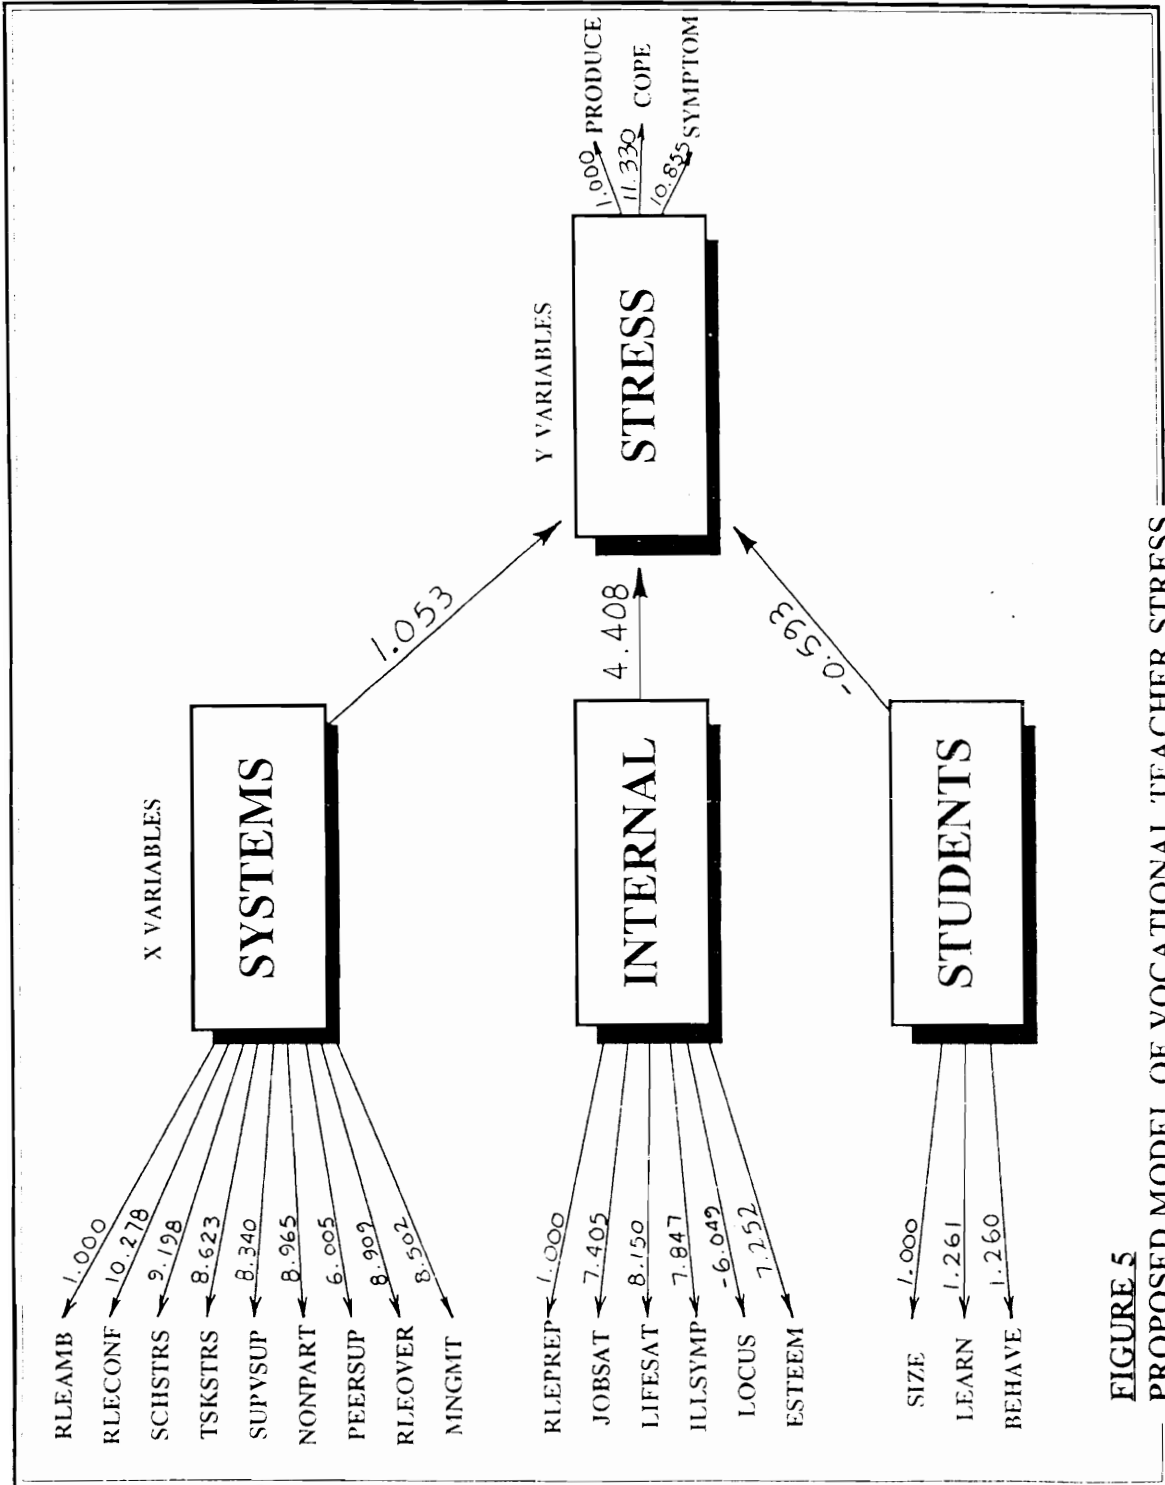 X VARIABLES
Y VARIABLES
SYSTEMS
RLEAMB 1.000
RLECONF 10.278
SCHSTRS 9.198
TSKSTRS 8.623
SUPVSUP 8.340
NONPART 8.965
PEERSUP 6.005
RLEOVER 8.909
MNGMT 8.502
1.053
INTERNAL
RLEPREP 1.000
JOBSAT 7.405
LIFESAT 8.150
ILLSYMP 7.847
LOCUS -6.049
ESTEEM 7.252
4.408
STUDENTS
SIZE 1.000
LEARN 1.261
BEHAVE 1.260
-0.593
STRESS
1.000 PRODUCE
11.330 COPE
10.855 SYMPTOM
FIGURE 5
PROPOSED MODEL OF VOCATIONAL TEACHER STRESS